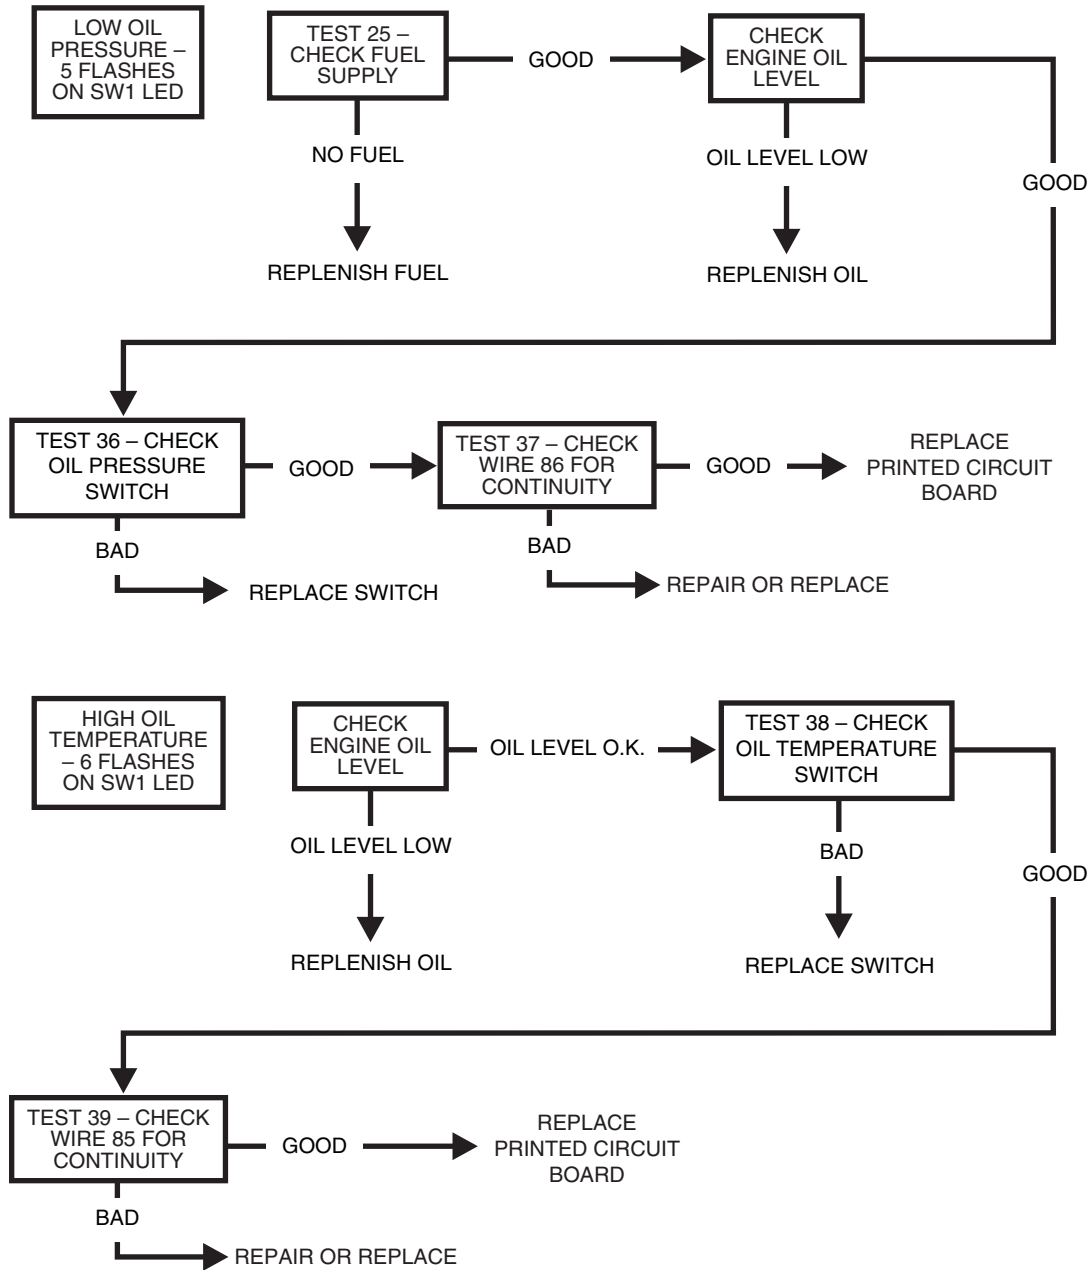 LOW OIL
PRESSURE –
5 FLASHES
ON SW1 LED
TEST 25 –
CHECK FUEL
SUPPLY
GOOD
CHECK
ENGINE OIL
LEVEL
NO FUEL
OIL LEVEL LOW
GOOD
REPLENISH FUEL
REPLENISH OIL
TEST 36 – CHECK
OIL PRESSURE
SWITCH
GOOD
TEST 37 – CHECK
WIRE 86 FOR
CONTINUITY
GOOD
REPLACE
PRINTED CIRCUIT
BOARD
BAD
REPLACE SWITCH
BAD
REPAIR OR REPLACE
HIGH OIL
TEMPERATURE
– 6 FLASHES
ON SW1 LED
CHECK
ENGINE OIL
LEVEL
OIL LEVEL O.K.
TEST 38 – CHECK
OIL TEMPERATURE
SWITCH
OIL LEVEL LOW
BAD
GOOD
REPLENISH OIL
REPLACE SWITCH
TEST 39 – CHECK
WIRE 85 FOR
CONTINUITY
GOOD
REPLACE
PRINTED CIRCUIT
BOARD
BAD
REPAIR OR REPLACE